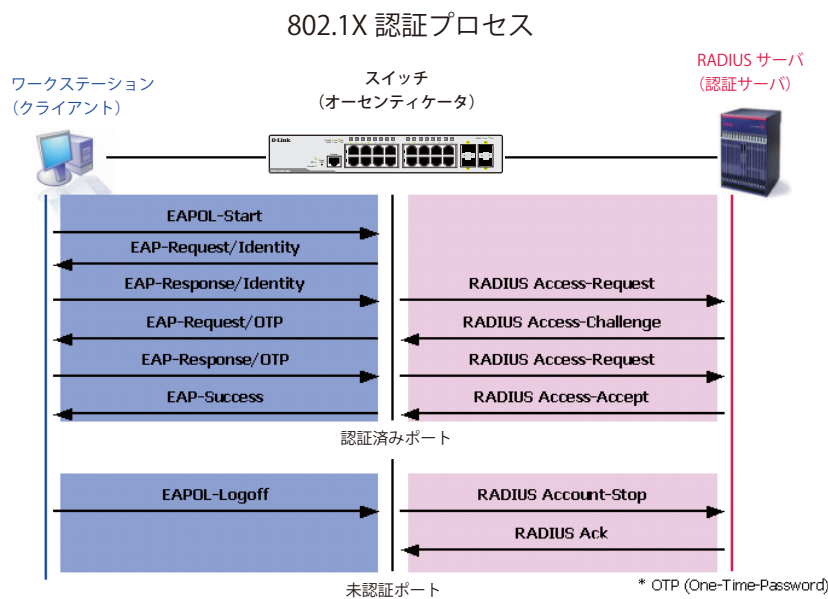 802.1X 認証プロセス
ワークステーション
（クライアント）
スイッチ
（オーセンティケータ）
RADIUS サーバ
（認証サーバ）
D-Link
EAPOL-Start
EAP-Request/Identity
EAP-Response/Identity
RADIUS Access-Request
EAP-Request/OTP
RADIUS Access-Challenge
EAP-Response/OTP
RADIUS Access-Request
EAP-Success
RADIUS Access-Accept
認証済みポート
EAPOL-Logoff
RADIUS Account-Stop
RADIUS Ack
未認証ポート
* OTP (One-Time-Password)